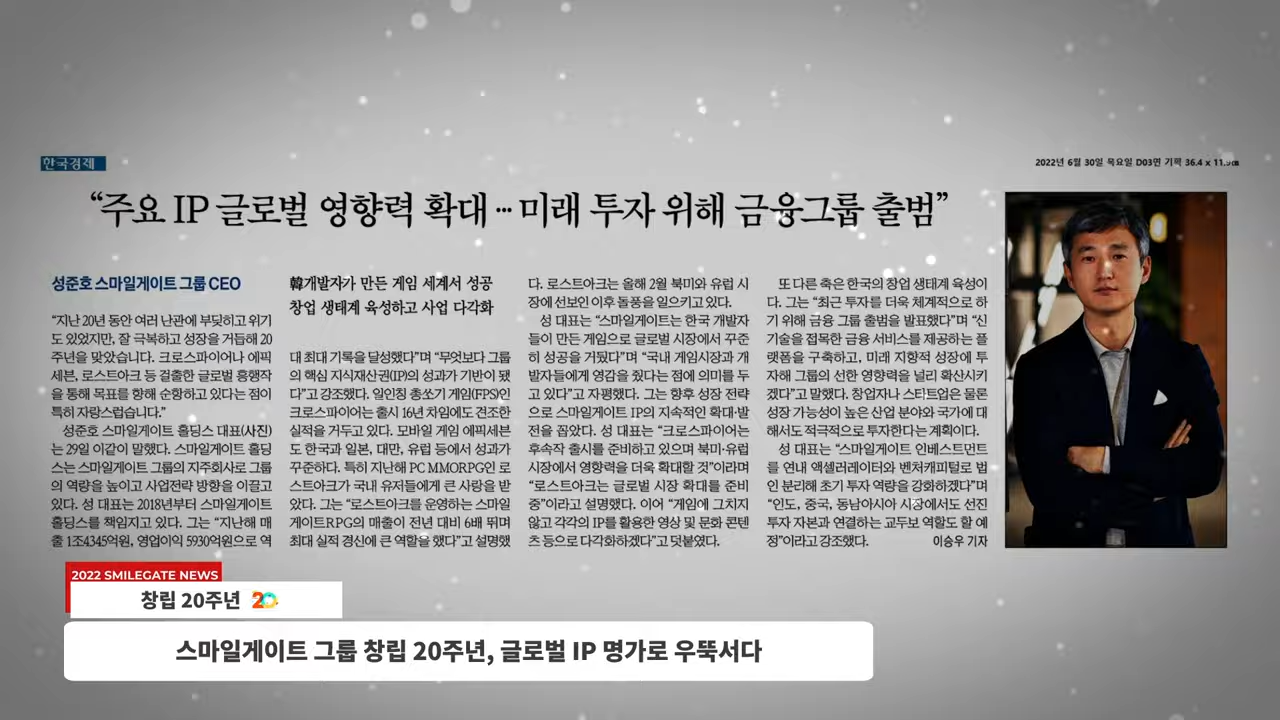 한국경제
2022년 6월 30일 목요일 D03면 기획 36.4 x 11.9㎝
“주요 IP 글로벌 영향력 확대… 미래 투자 위해 금융그룹 출범”
성준호 스마일게이트 그룹 CEO
“지난 20년 동안 여러 난관에 부딪히고 위기
도 있었지만, 잘 극복하고 성장을 거듭해 20
주년을 맞았습니다. 크로스파이어나 에픽
세븐, 로스트아크 등 걸출한 글로벌 흥행작
을 통해 목표를 향해 순항하고 있다는 점이
특히 자랑스럽습니다.”
성준호 스마일게이트 홀딩스 대표(사진)
는 29일 이같이 말했다. 스마일게이트 홀딩
스는 스마일게이트 그룹의 지주회사로 그룹
의 역량을 높이고 사업전략 방향을 이끌고
있다. 성 대표는 2018년부터 스마일게이트
홀딩스를 책임지고 있다. 그는 “지난해 매
출 1조4345억원, 영업이익 5930억원으로 역
韓개발자가 만든 게임 세계서 성공
창업 생태계 육성하고 사업 다각화
대 최대 기록을 달성했다”며 “무엇보다 그룹
의 핵심 지식재산권(IP)의 성과가 기반이 됐
다”고 강조했다. 일인칭 총쏘기 게임(FPS)인
크로스파이어는 출시 16년 차임에도 견조한
실적을 거두고 있다. 모바일 게임 에픽세븐
도 한국과 일본, 대만, 유럽 등에서 성과가
꾸준하다. 특히 지난해 PC MMORPG인 로
스트아크가 국내 유저들에게 큰 사랑을 받
았다. 그는 “로스트아크를 운영하는 스마일
게이트RPG의 매출이 전년 대비 6배 뛰며
최대 실적 경신에 큰 역할을 했다”고 설명했
다. 로스트아크는 올해 2월 북미와 유럽 시
장에 선보인 이후 돌풍을 일으키고 있다.
성 대표는 “스마일게이트는 한국 개발자
들이 만든 게임으로 글로벌 시장에서 꾸준
히 성공을 거뒀다”며 “국내 게임시장과 개
발자들에게 영감을 줬다는 점에 의미를 두
고 있다”고 자평했다. 그는 향후 성장 전략
으로 스마일게이트 IP의 지속적인 확대·발
전을 꼽았다. 성 대표는 “크로스파이어는
후속작 출시를 준비하고 있으며 북미·유럽
시장에서 영향력을 더욱 확대할 것”이라며
“로스트아크는 글로벌 시장 확대를 준비
중”이라고 설명했다. 이어 “게임에 그치지
않고 각각의 IP를 활용한 영상 및 문화 콘텐
츠 등으로 다각화하겠다”고 덧붙였다.
또 다른 축은 한국의 창업 생태계 육성이
다. 그는 “최근 투자를 더욱 체계적으로 하
기 위해 금융 그룹 출범을 발표했다”며 “신
기술을 접목한 금융 서비스를 제공하는 플
랫폼을 구축하고, 미래 지향적 성장에 투
자해 그룹의 선한 영향력을 널리 확산시키
겠다”고 말했다. 창업자나 스타트업은 물론
성장 가능성이 높은 산업 분야와 국가에 대
해서도 적극적으로 투자한다는 계획이다.
성 대표는 “스마일게이트 인베스트먼트
를 연내 액셀러레이터와 벤처캐피털로 법
인 분리해 초기 투자 역량을 강화하겠다”며
“인도, 중국, 동남아시아 시장에서도 선진
투자 자본과 연결하는 교두보 역할도 할 예
정”이라고 강조했다. 이승우 기자
2022 SMILEGATE NEWS
창립 20주년 20
스마일게이트 그룹 창립 20주년, 글로벌 IP 명가로 우뚝서다